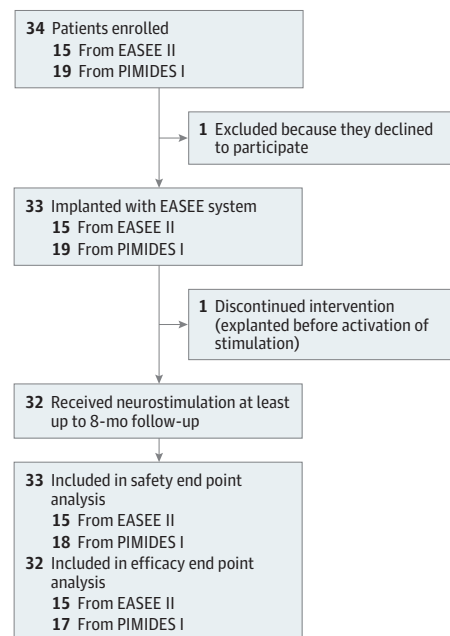 34 Patients enrolled
15 From EASEE II
19 From PIMIDES I
1 Excluded because they declined
to participate
33 Implanted with EASEE system
15 From EASEE II
19 From PIMIDES I
1 Discontinued intervention
(explanted before activation of
stimulation)
32 Received neurostimulation at least
up to 8-mo follow-up
33 Included in safety end point
analysis
15 From EASEE II
18 From PIMIDES I
32 Included in efficacy end point
analysis
15 From EASEE II
17 From PIMIDES I